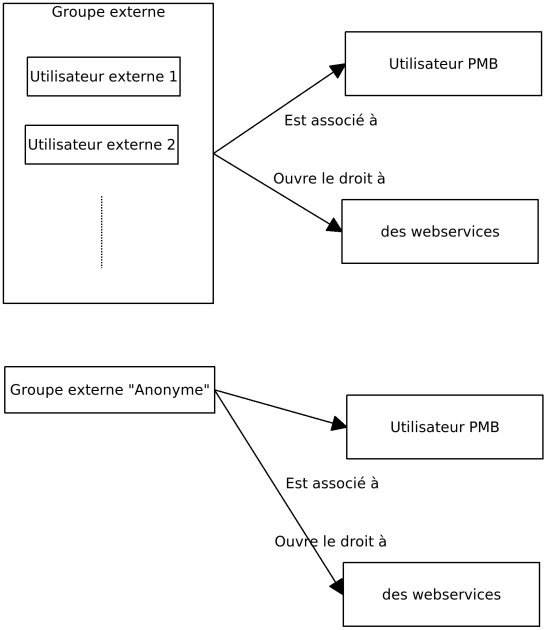 Groupe externe
Utilisateur externe 1
Utilisateur externe 2
Utilisateur PMB
Est associé à
Ouvre le droit à
des webservices
Groupe externe "Anonyme"
Utilisateur PMB
Est associé à
Ouvre le droit à
des webservices